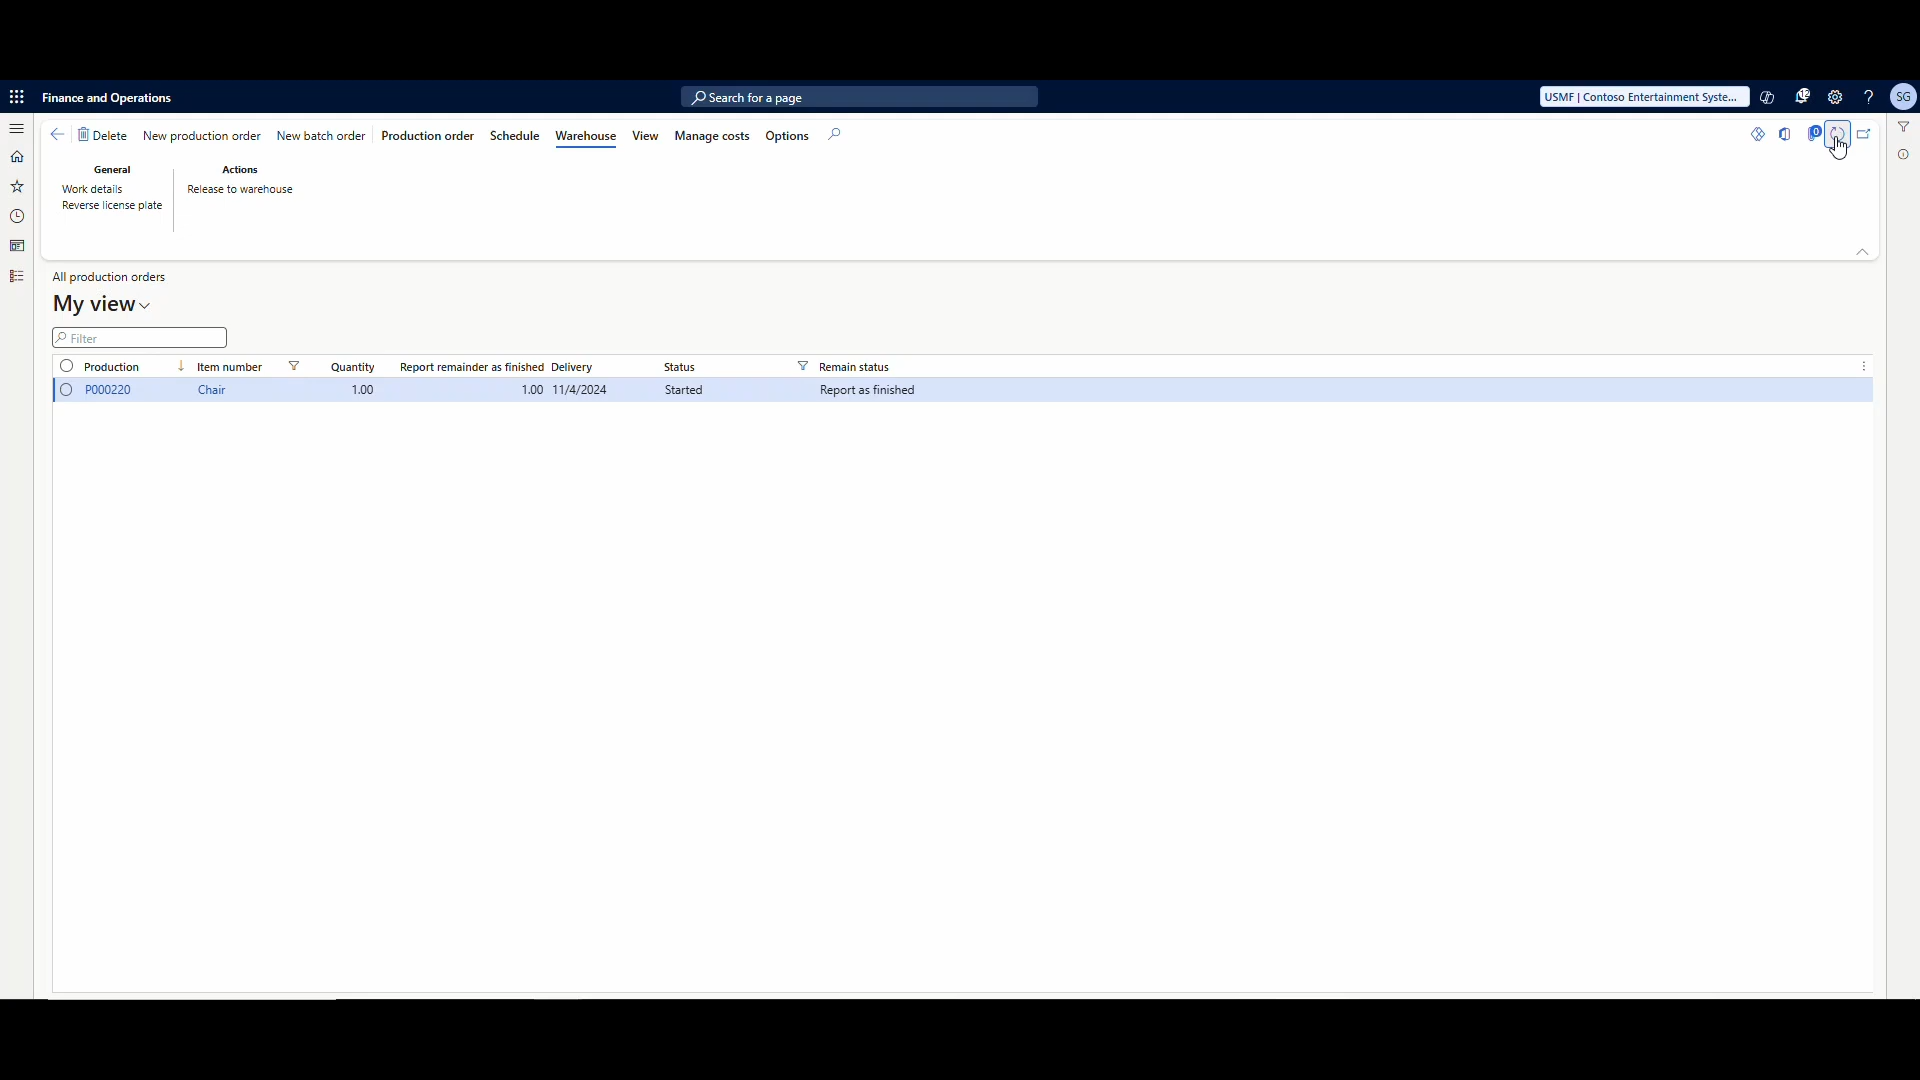 Finance and Operations Search for a page USMF | Contoso Entertainment Syste... 12 ? SG
Delete New production order New batch order Production order Schedule Warehouse View Manage costs Options 0
General Actions
Work details Release to warehouse
Reverse license plate
All production orders
My view
Filter
Production Item number Quantity Report remainder as finished Delivery Status Remain status
P000220 Chair 1.00 1.00 11/4/2024 Started Report as finished